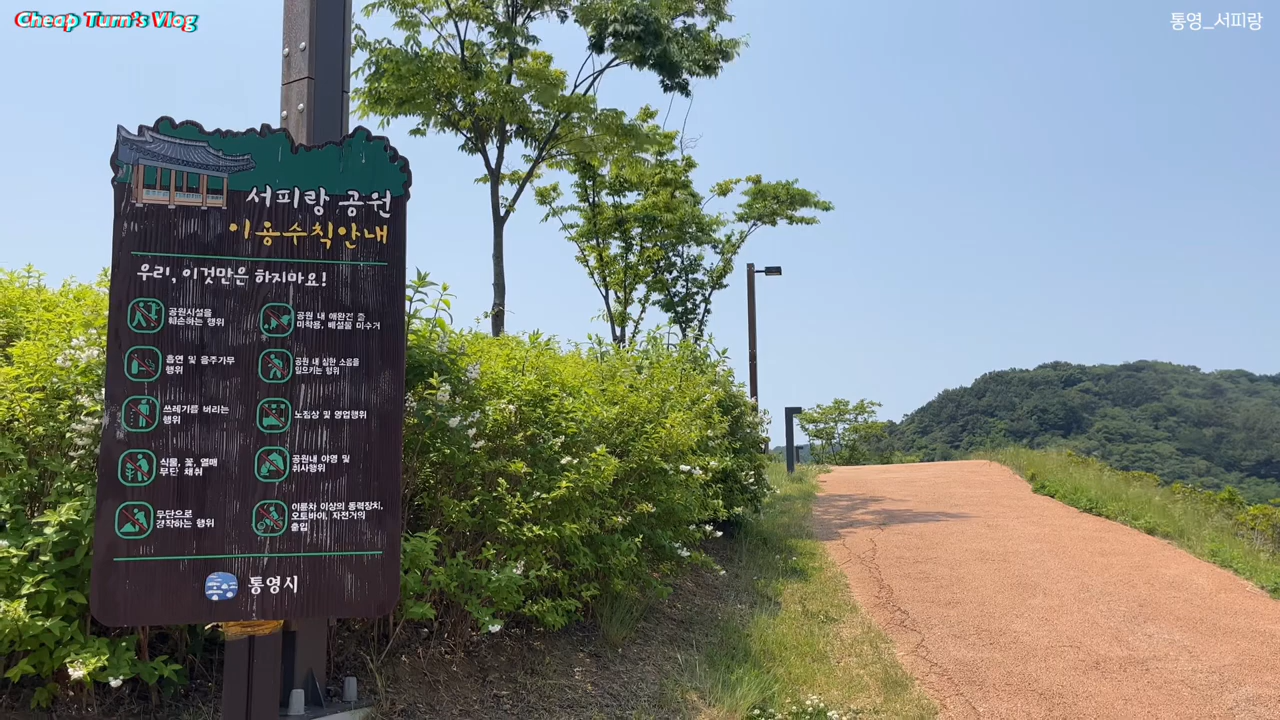 Cheap Turn's Vlog
통영_서피랑
서피랑 공원
이용수칙안내
우리, 이것만은 하지마요!
공원시설을
훼손하는 행위
흡연 및 음주가무
행위
쓰레기를 버리는
행위
식물, 꽃, 열매
무단 채취
무단으로
경작하는 행위
공원 내 애완견 줄
미착용, 배설물 미수거
공원 내 심한 소음을
일으키는 행위
노점상 및 영업행위
공원내 야영 및
취사행위
이륜차 이상의 동력장치,
오토바이, 자전거의
출입
통영시